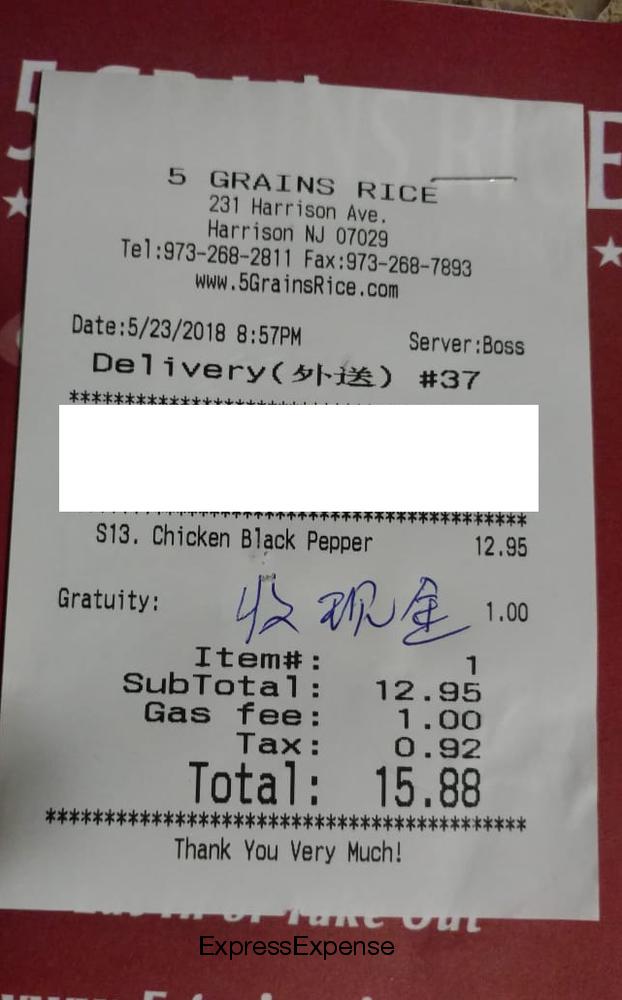 5 GRAINS RICE
231 Harrison Ave.
Harrison NJ 07029
Tel:973-268-2811 Fax:973-268-7893
www.5GrainsRice.com
Date:5/23/2018 8:57PM Server:Boss
Delivery(外送) #37
S13. Chicken Black Pepper 12.95
Gratuity: 收现金 1.00
Item#: 1
SubTotal: 12.95
Gas fee: 1.00
Tax: 0.92
Total: 15.88
******************************************
Thank You Very Much!
ExpressExpense